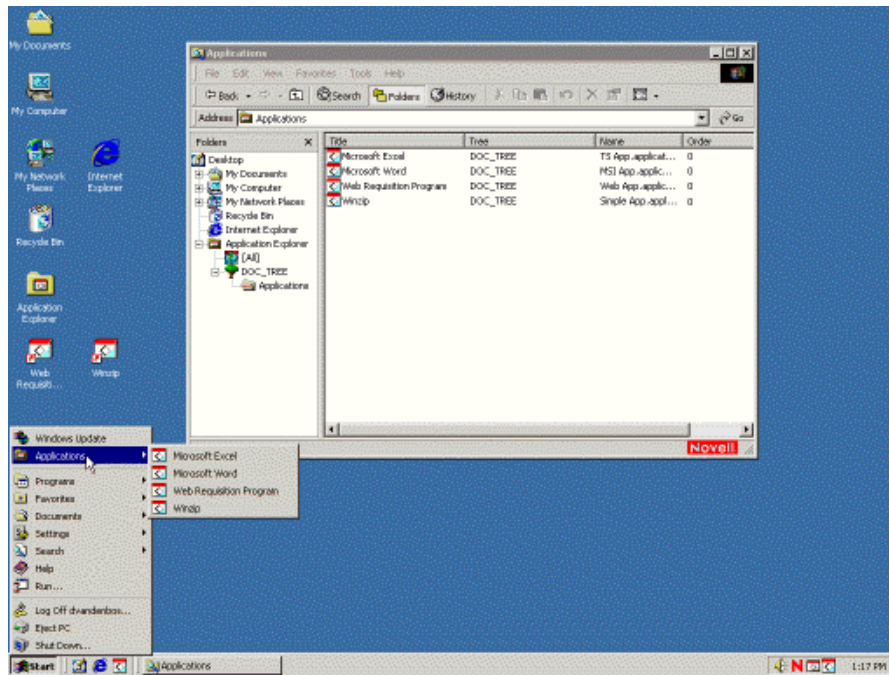 My Documents
My Computer
My Network
Places
Internet
Explorer
Recycle Bin
Application
Explorer
Web
Requisiti...
Winzip
Applications
File Edit View Favorites Tools Help
Back Search Folders History
Address Applications Go
Folders
Desktop
My Documents
My Computer
My Network Places
Recycle Bin
Internet Explorer
Application Explorer
[All]
DOC_TREE
Applications
Title Tree Name Order
Microsoft Excel DOC_TREE TS App.applicat... 0
Microsoft Word DOC_TREE MSI App.applic... 0
Web Requisition Program DOC_TREE Web App.applic... 0
Winzip DOC_TREE Simple App.appl... 0
Novell
Windows Update
Applications
Programs
Favorites
Documents
Settings
Search
Help
Run...
Log Off dvandenbos...
Eject PC
Shut Down...
Microsoft Excel
Microsoft Word
Web Requisition Program
Winzip
Start Applications N 1:17 PM